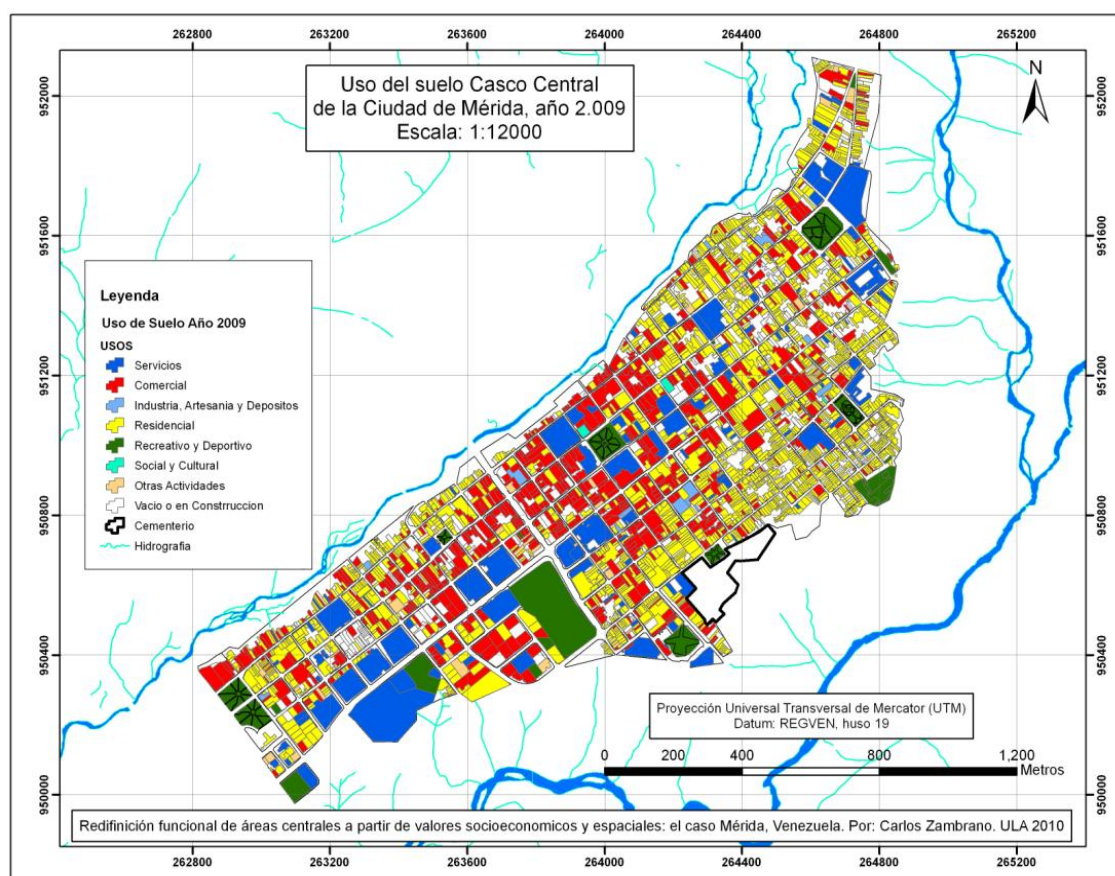 262800 263200 263600 264000 264400 264800 265200
Uso del suelo Casco Central
de la Ciudad de Mérida, año 2.009
Escala: 1:12000
N
952000 952000
951600 951600
951200 951200
950800 950800
950400 950400
950000 950000
Leyenda
Uso de Suelo Año 2009
USOS
Servicios
Comercial
Industria, Artesania y Depositos
Residencial
Recreativo y Deportivo
Social y Cultural
Otras Actividades
Vacio o en Constrruccion
Cementerio
Hidrografia
Proyección Universal Transversal de Mercator (UTM)
Datum: REGVEN, huso 19
0 200 400 800 1,200
Metros
Redifinición funcional de áreas centrales a partir de valores socioeconomicos y espaciales: el caso Mérida, Venezuela. Por: Carlos Zambrano. ULA 2010
262800 263200 263600 264000 264400 264800 265200